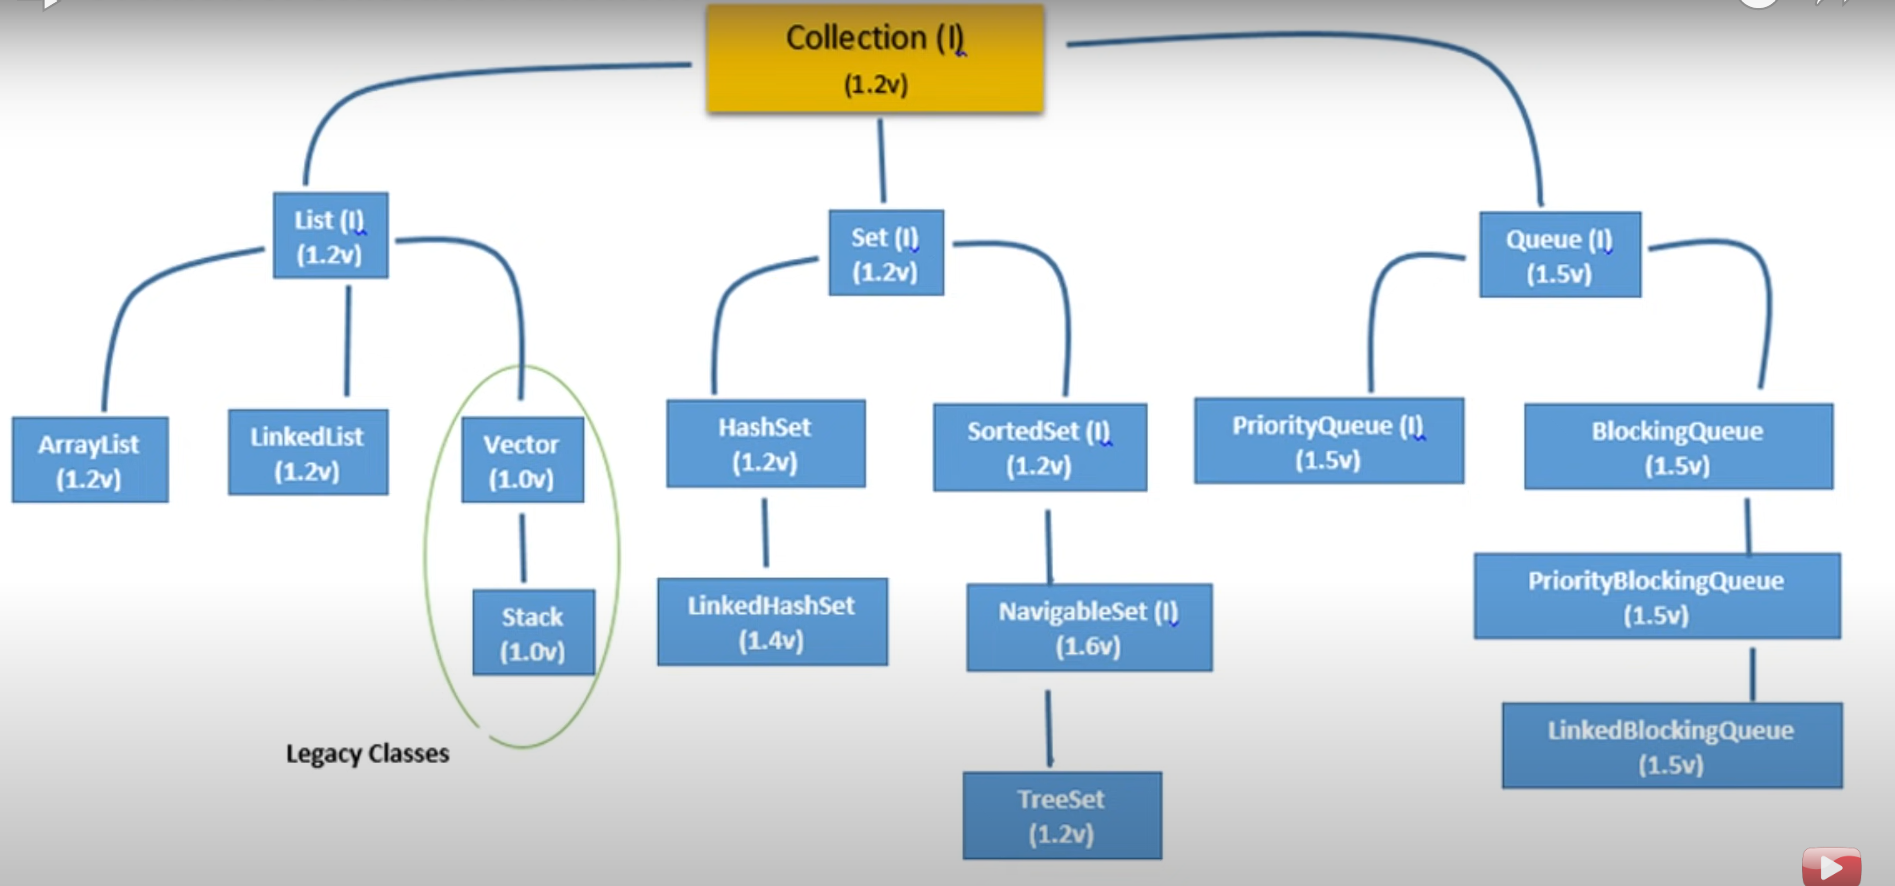 Collection (I)
(1.2v)
List (I)
(1.2v)
Set (I)
(1.2v)
Queue (I)
(1.5v)
ArrayList
(1.2v)
LinkedList
(1.2v)
Vector
(1.0v)
HashSet
(1.2v)
SortedSet (I)
(1.2v)
PriorityQueue (I)
(1.5v)
BlockingQueue
(1.5v)
Stack
(1.0v)
LinkedHashSet
(1.4v)
NavigableSet (I)
(1.6v)
PriorityBlockingQueue
(1.5v)
Legacy Classes
LinkedBlockingQueue
(1.5v)
TreeSet
(1.2v)